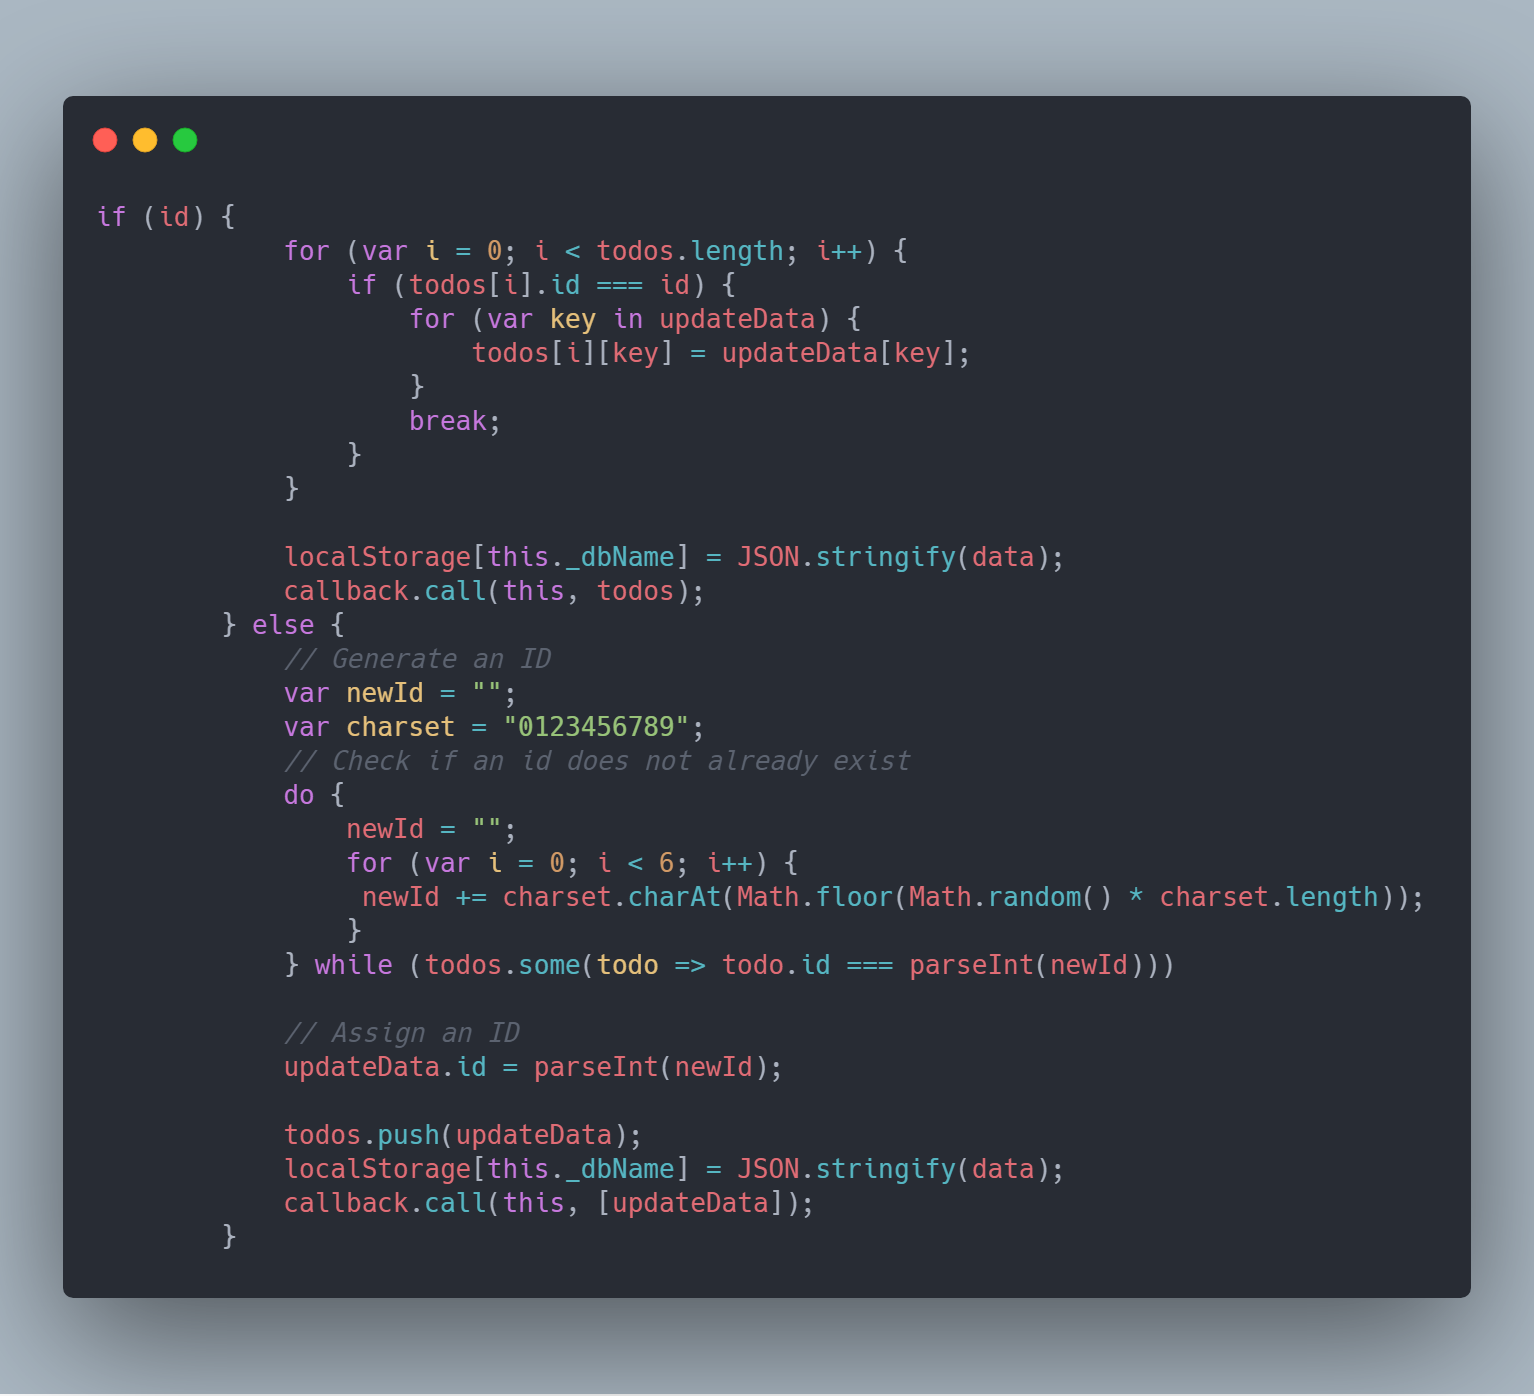 if (id) {
            for (var i = 0; i < todos.length; i++) {
                if (todos[i].id === id) {
                    for (var key in updateData) {
                        todos[i][key] = updateData[key];
                    }
                    break;
                }
            }

            localStorage[this._dbName] = JSON.stringify(data);
            callback.call(this, todos);
        } else {
            // Generate an ID
            var newId = "";
            var charset = "0123456789";
            // Check if an id does not already exist
            do {
                newId = "";
                for (var i = 0; i < 6; i++) {
                 newId += charset.charAt(Math.floor(Math.random() * charset.length));
                }
            } while (todos.some(todo => todo.id === parseInt(newId)))

            // Assign an ID
            updateData.id = parseInt(newId);

            todos.push(updateData);
            localStorage[this._dbName] = JSON.stringify(data);
            callback.call(this, [updateData]);
        }